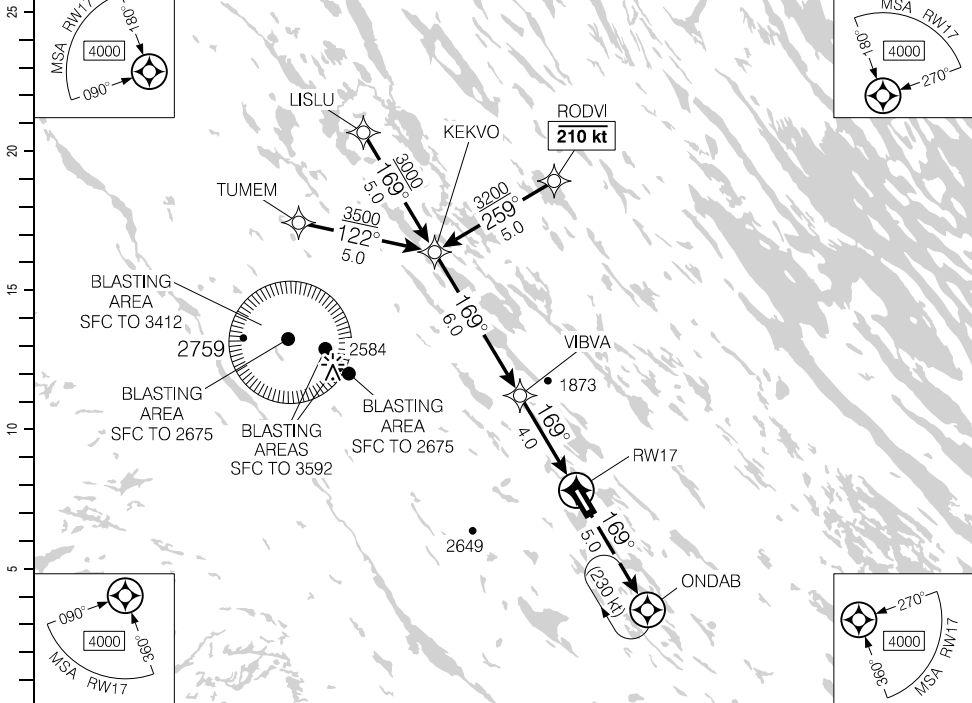 25
20
15
10
5
MSA RW17
4000
180°
090°
MSA RW17
4000
180°
270°
LISLU
RODVI
210 kt
KEKVO
TUMEM
3000
169°
5.0
3200
259°
5.0
3500
122°
5.0
169°
6.0
BLASTING
AREA
SFC TO 3412
2759
2584
BLASTING
AREA
SFC TO 2675
BLASTING
AREAS
SFC TO 3592
BLASTING
AREA
SFC TO 2675
VIBVA
1873
169°
4.0
RW17
169°
5.0
2649
(230 kt)
ONDAB
090°
4000
360°
MSA RW17
270°
4000
360°
MSA RW17